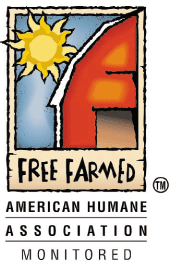 FREE FARMED
TM
AMERICAN HUMANE
ASSOCIATION
MONITORED